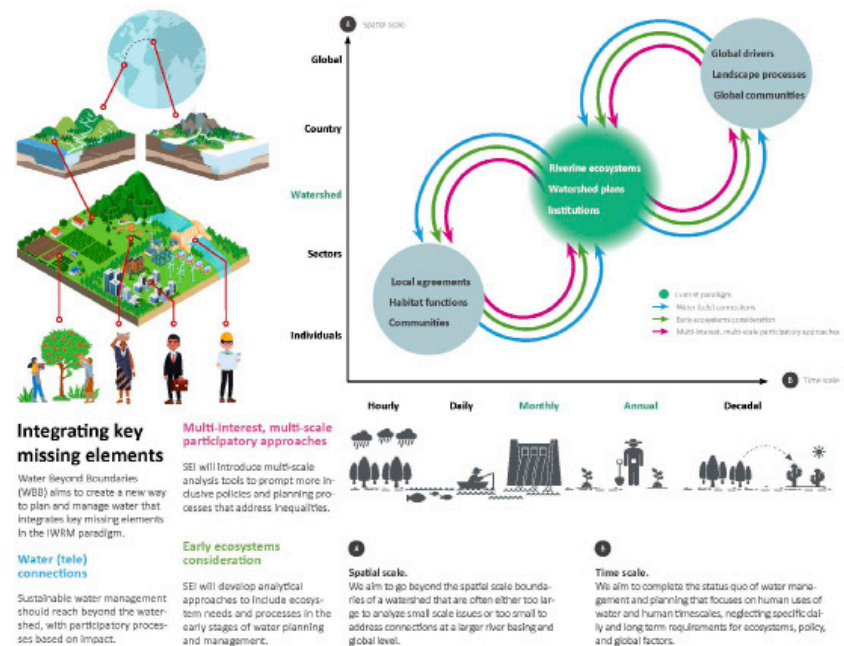 A Spatial scale
Global
Country
Watershed
Sectors
Individuals
Global drivers
Landscape processes
Global communities
Riverine ecosystems
Watershed plans
Institutions
Local agreements
Habitat functions
Communities
Current paradigm
Water (tele) connections
Early ecosystems consideration
Multi-interest, multi-scale participatory approaches
B Time scale
Hourly Daily Monthly Annual Decadal
Integrating key
missing elements
Water Beyond Boundaries
(WBB) aims to create a new way
to plan and manage water that
integrates key missing elements
in the IWRM paradigm.
Water (tele)
connections
Sustainable water management
should reach beyond the water-
shed, with participatory proces-
ses based on impact.
Multi-interest, multi-scale
participatory approaches
SEI will introduce multi-scale
analysis tools to prompt more in-
clusive policies and planning pro-
cesses that address inequalities.
Early ecosystems
consideration
SEI will develop analytical
approaches to include ecosys-
tem needs and processes in the
early stages of water planning
and management.
A
Spatial scale.
We aim to go beyond the spatial scale bounda-
ries of a watershed that are often either too lar-
ge to analyze small scale issues or too small to
address connections at a larger river basing and
global level.
B
Time scale.
We aim to complete the status quo of water mana-
gement and planning that focuses on human uses of
water and human timescales, neglecting specific dai-
ly and long term requirements for ecosystems, policy,
and global factors.